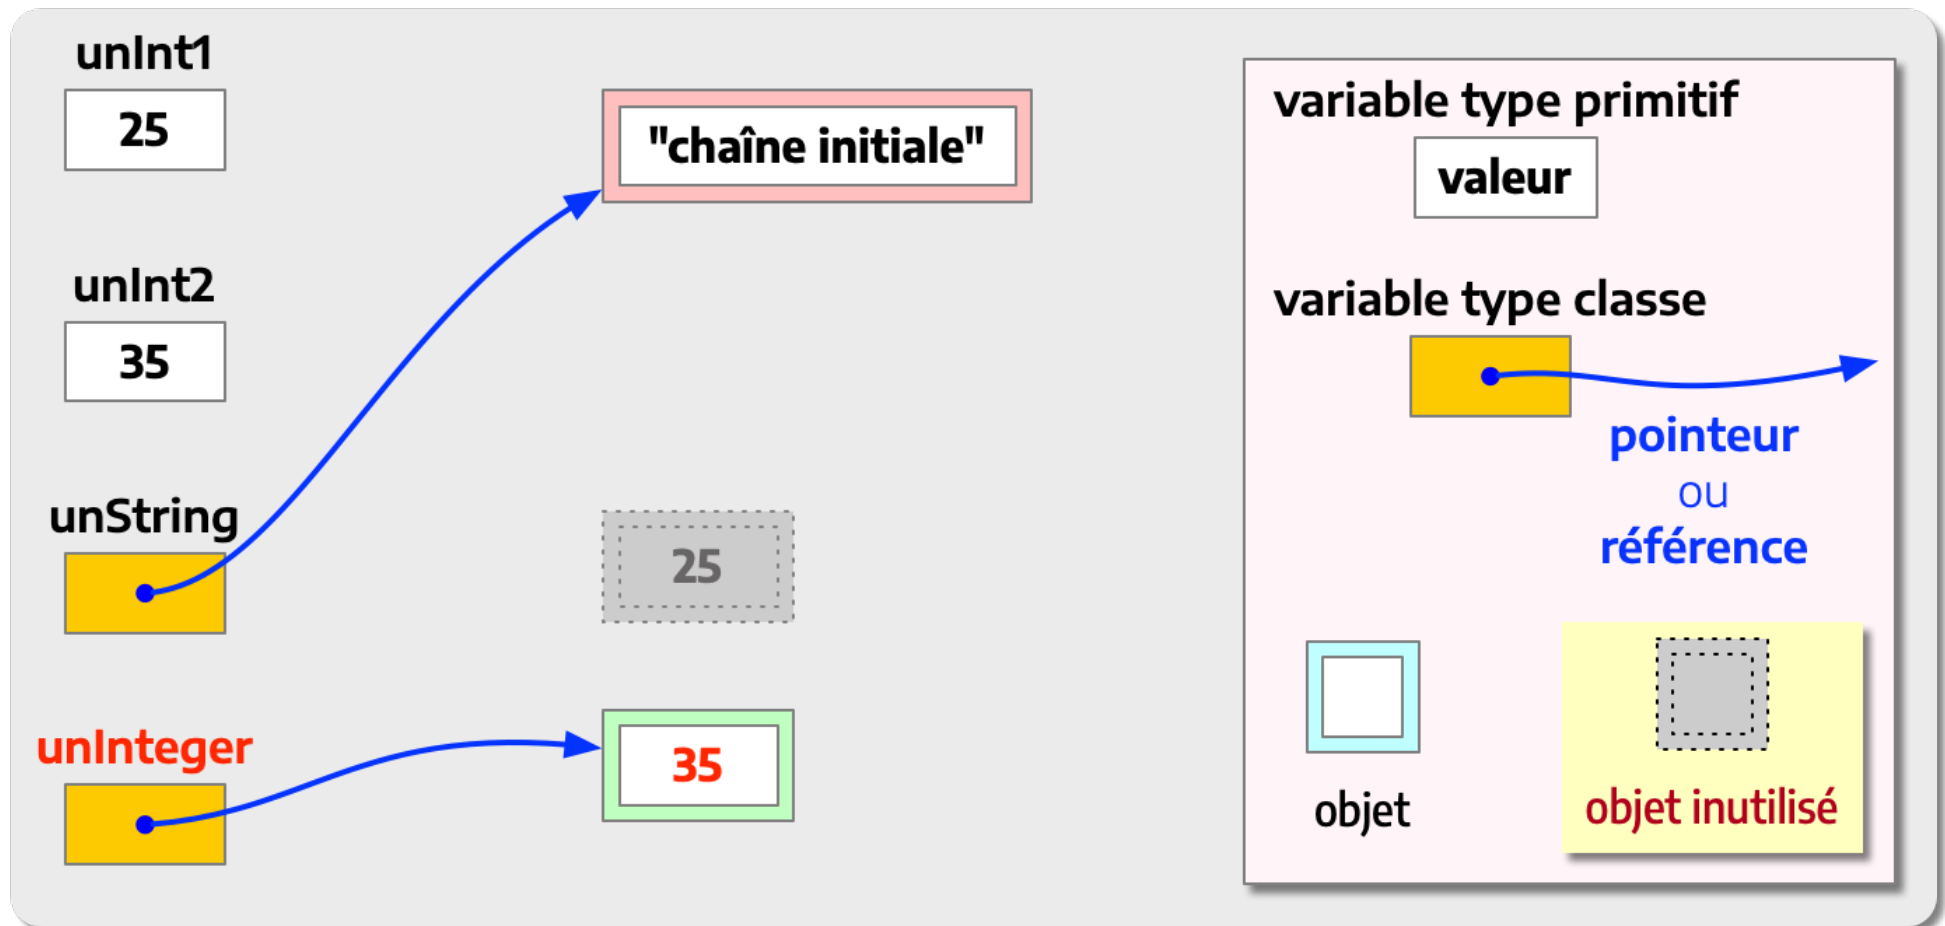 unInt1
25
"chaîne initiale"
unInt2
35
unString
25
unInteger
35
variable type primitif
valeur
variable type classe
pointeur
ou
référence
objet
objet inutilisé